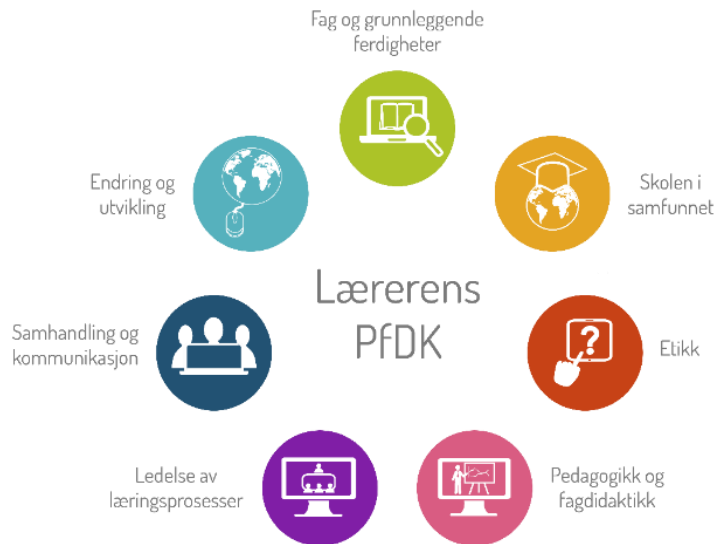 Fag og grunnleggende
ferdigheter
Endring og
utvikling
Skolen i
samfunnet
Lærerens
PfDK
Samhandling og
kommunikasjon
?
Etikk
Ledelse av
læringsprosesser
Pedagogikk og
fagdidaktikk